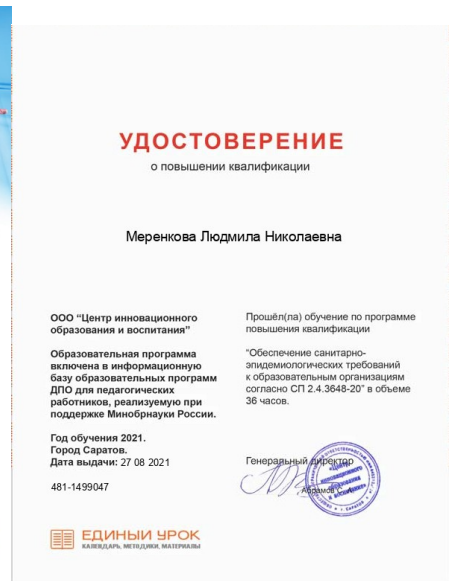 УДОСТОВЕРЕНИЕ
о повышении квалификации
Меренкова Людмила Николаевна
ООО “Центр инновационного
образования и воспитания”
Образовательная программа
включена в информационную
базу образовательных программ
ДПО для педагогических
работников, реализуемую при
поддержке Минобрнауки России.
Год обучения 2021.
Город Саратов.
Дата выдачи: 27 08 2021
481-1499047
Прошёл(ла) обучение по программе
повышения квалификации
“Обеспечение санитарно-
эпидемиологических требований
к образовательным организациям
согласно СП 2.4.3648-20” в объеме
36 часов.
Генеральный директор
Абрамов С. А.
ЕДИНЫЙ УРОК
КАЛЕНДАРЬ, МЕТОДИКИ, МАТЕРИАЛЫ